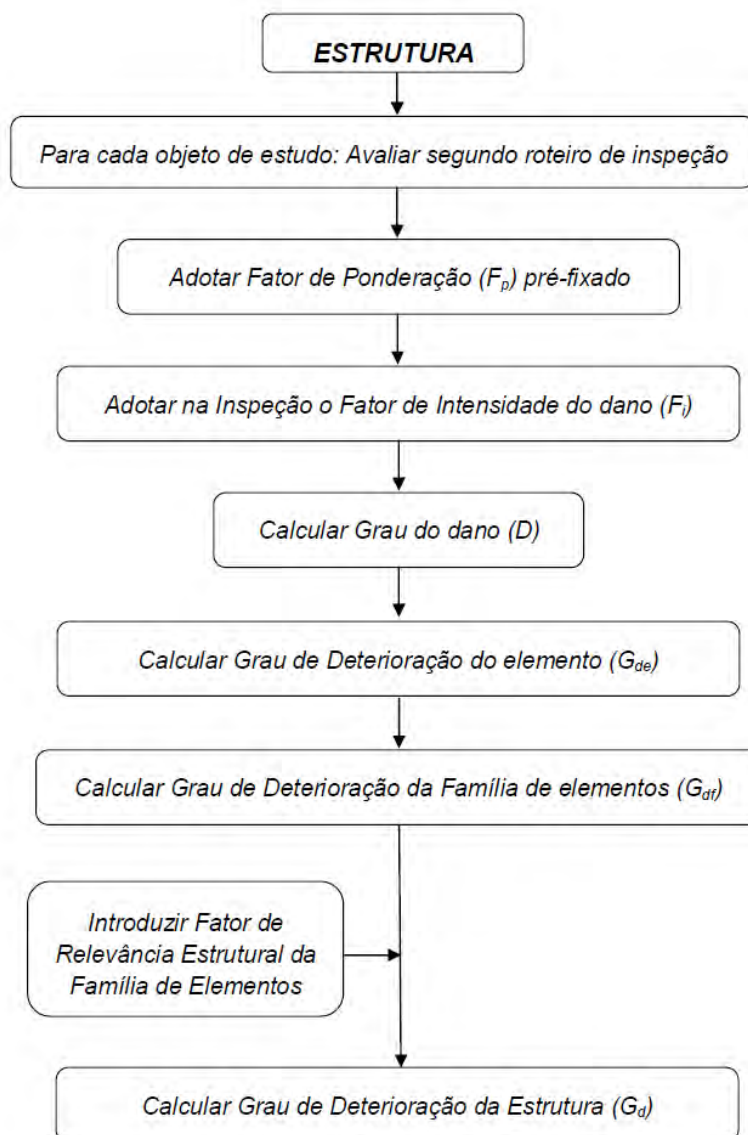 ESTRUTURA
Para cada objeto de estudo: Avaliar segundo roteiro de inspeção
Adotar Fator de Ponderação (Fp) pré-fixado
Adotar na Inspeção o Fator de Intensidade do dano (Fi)
Calcular Grau do dano (D)
Calcular Grau de Deterioração do elemento (Gde)
Calcular Grau de Deterioração da Família de elementos (Gdf)
Introduzir Fator de
Relevância Estrutural da
Família de Elementos
Calcular Grau de Deterioração da Estrutura (Gd)